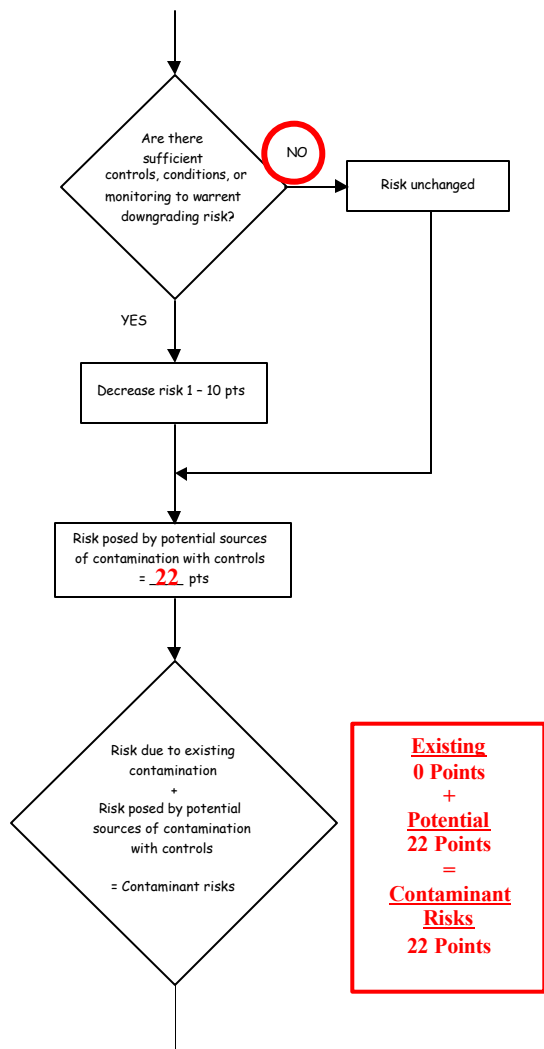 Are there
sufficient
controls, conditions, or
monitoring to warrent
downgrading risk?
NO
Risk unchanged
YES
Decrease risk 1 – 10 pts
Risk posed by potential sources
of contamination with controls
= 22 pts
Risk due to existing
contamination
+
Risk posed by potential
sources of contamination
with controls
= Contaminant risks
Existing
0 Points
+
Potential
22 Points
=
Contaminant
Risks
22 Points